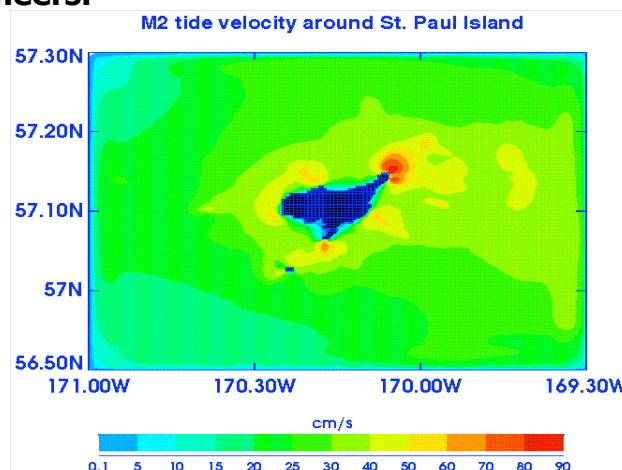 neers.
M2 tide velocity around St. Paul Island
57.30N
57.20N
57.10N
57N
56.50N
171.00W 170.30W 170.00W 169.30W
cm/s
0.1 5 10 15 20 25 30 40 50 60 70 80 90